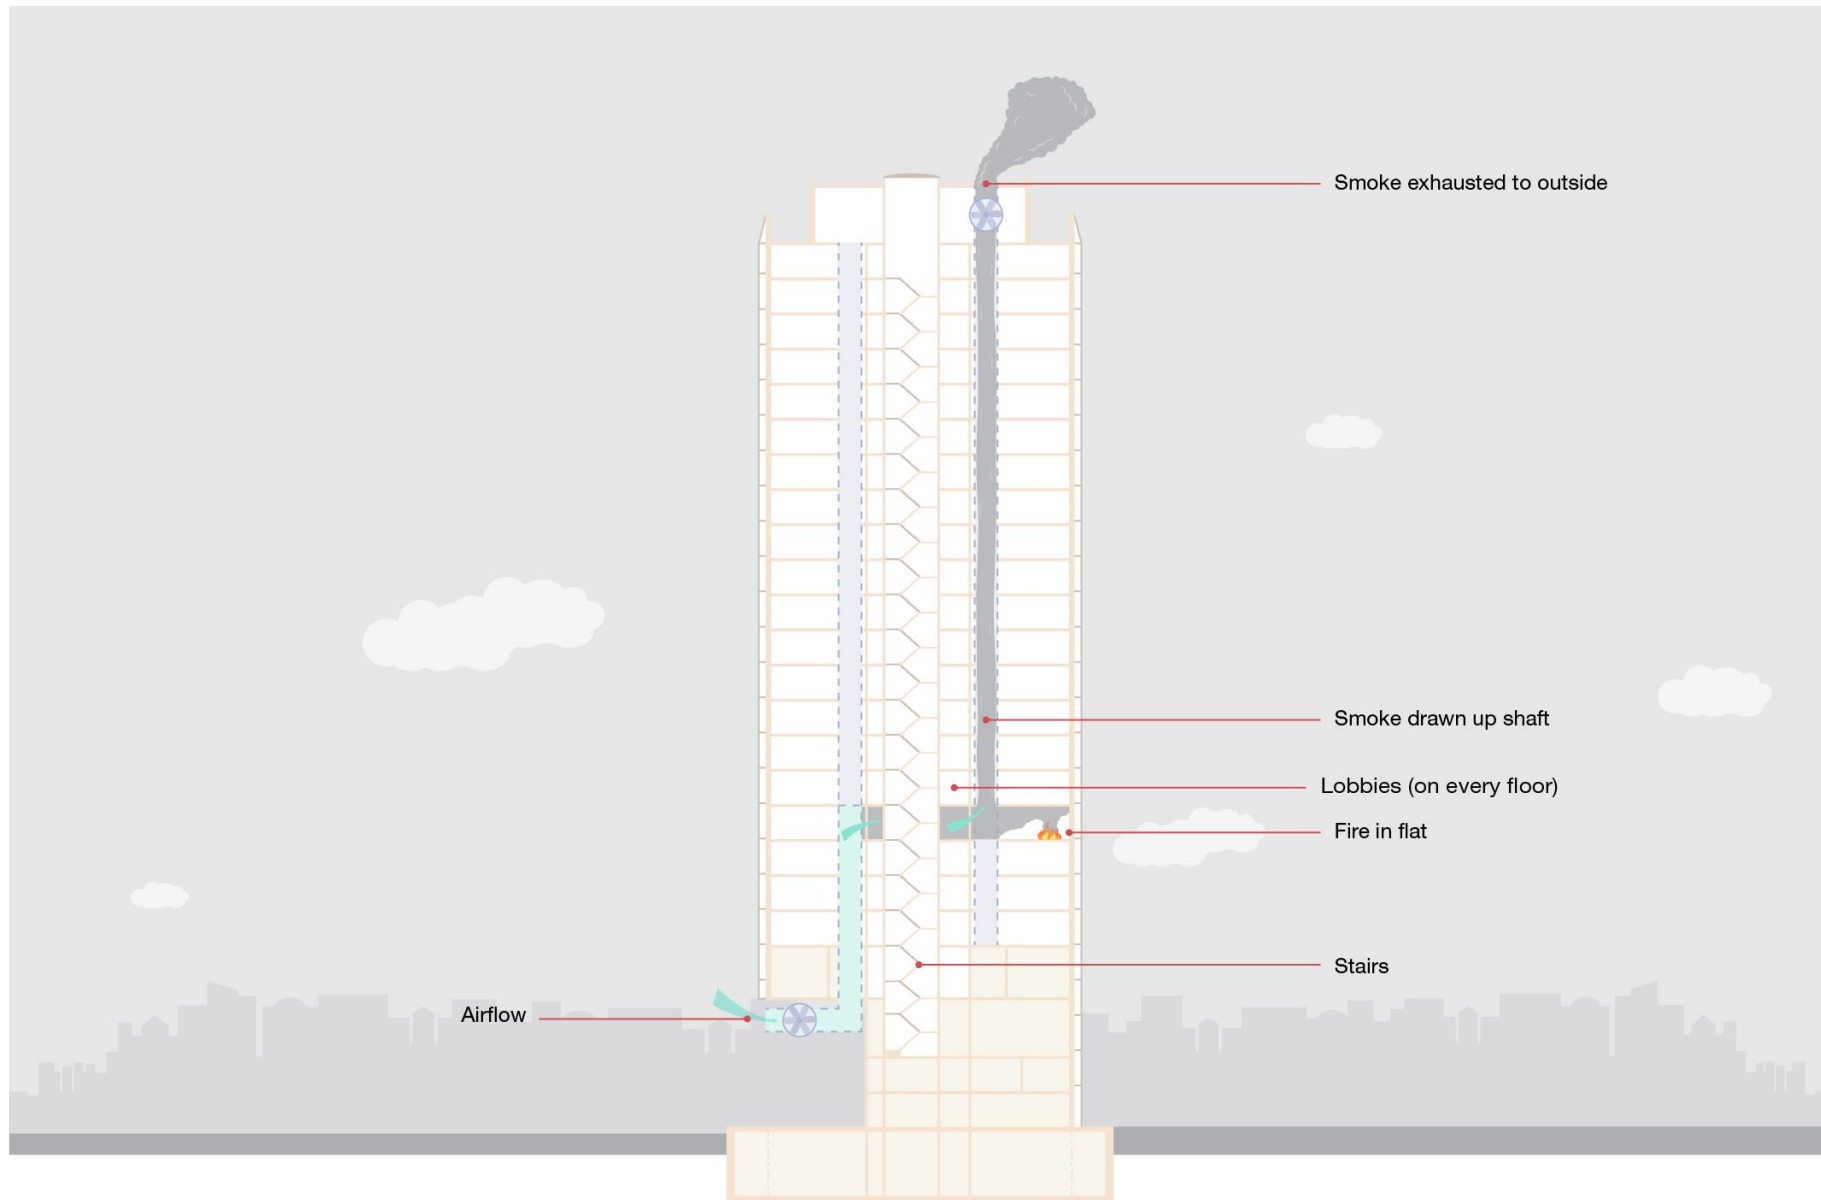 Smoke exhausted to outside
Smoke drawn up shaft
Lobbies (on every floor)
Fire in flat
Stairs
Airflow